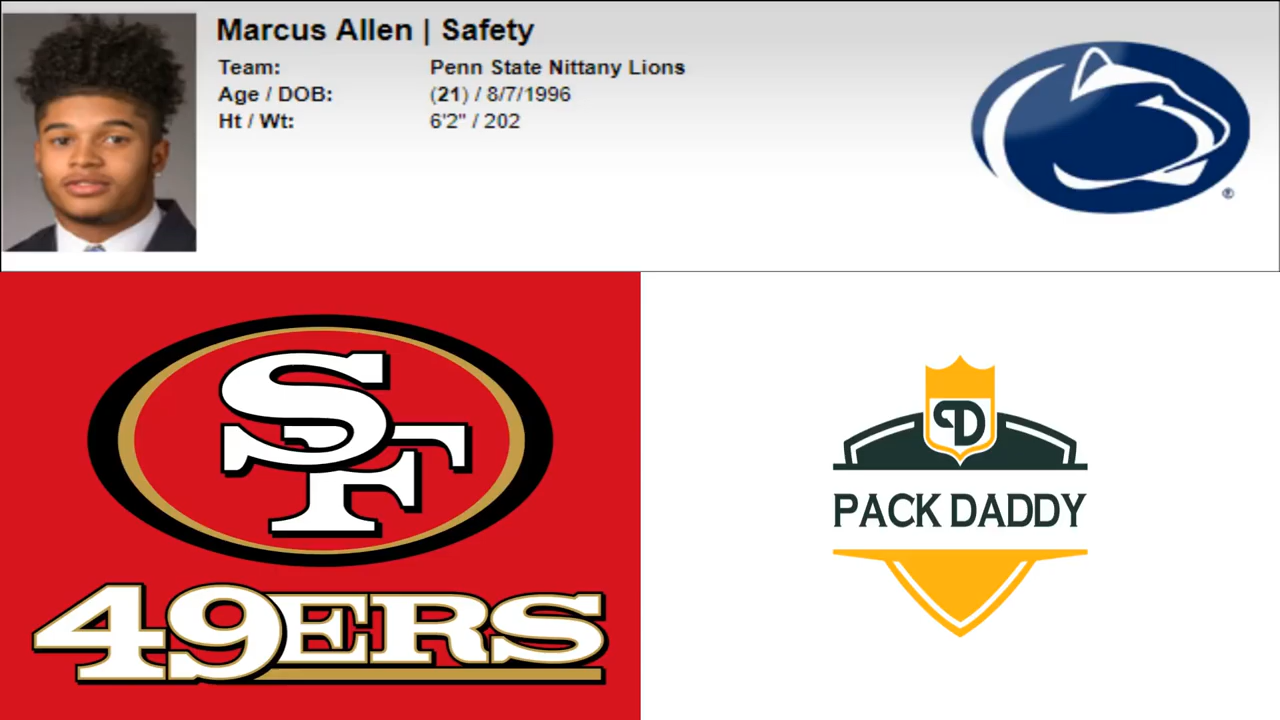 Marcus Allen | Safety
Team: Penn State Nittany Lions
Age / DOB: (21) / 8/7/1996
Ht / Wt: 6'2" / 202
®
SF
49ERS
PD
PACK DADDY